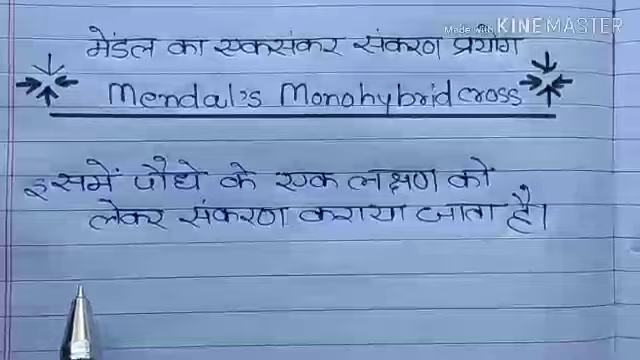 Made with KINEMASTER
मेंडल का एकसंकर संकरण प्रयोग
Mendal's Monohybrid cross
इसमें पौधे के एक लक्षण को
लेकर संकरण कराया जाता है।